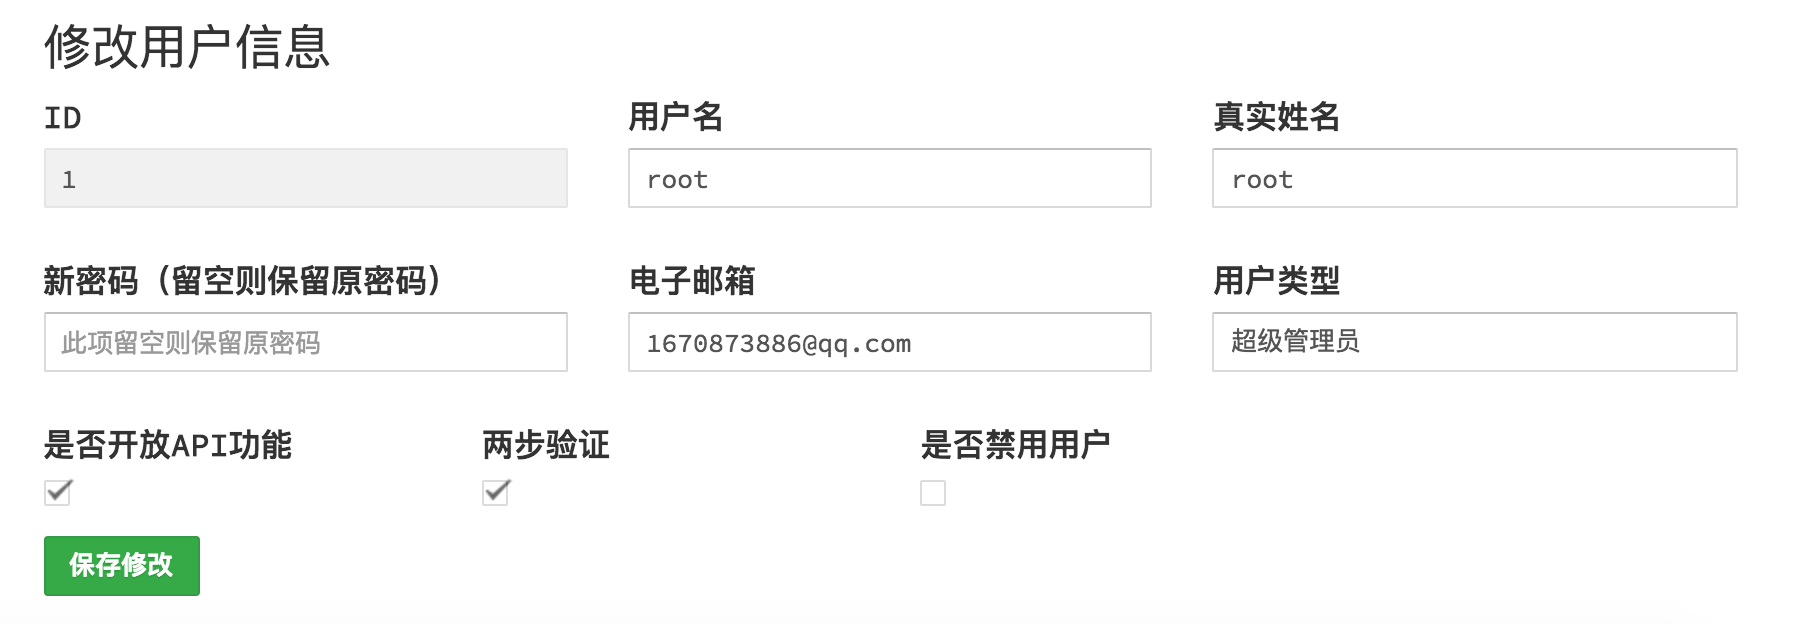 修改用户信息
ID
用户名
真实姓名
1
root
root
新密码（留空则保留原密码）
电子邮箱
用户类型
此项留空则保留原密码
1670873886@qq.com
超级管理员
是否开放API功能
两步验证
是否禁用用户
保存修改